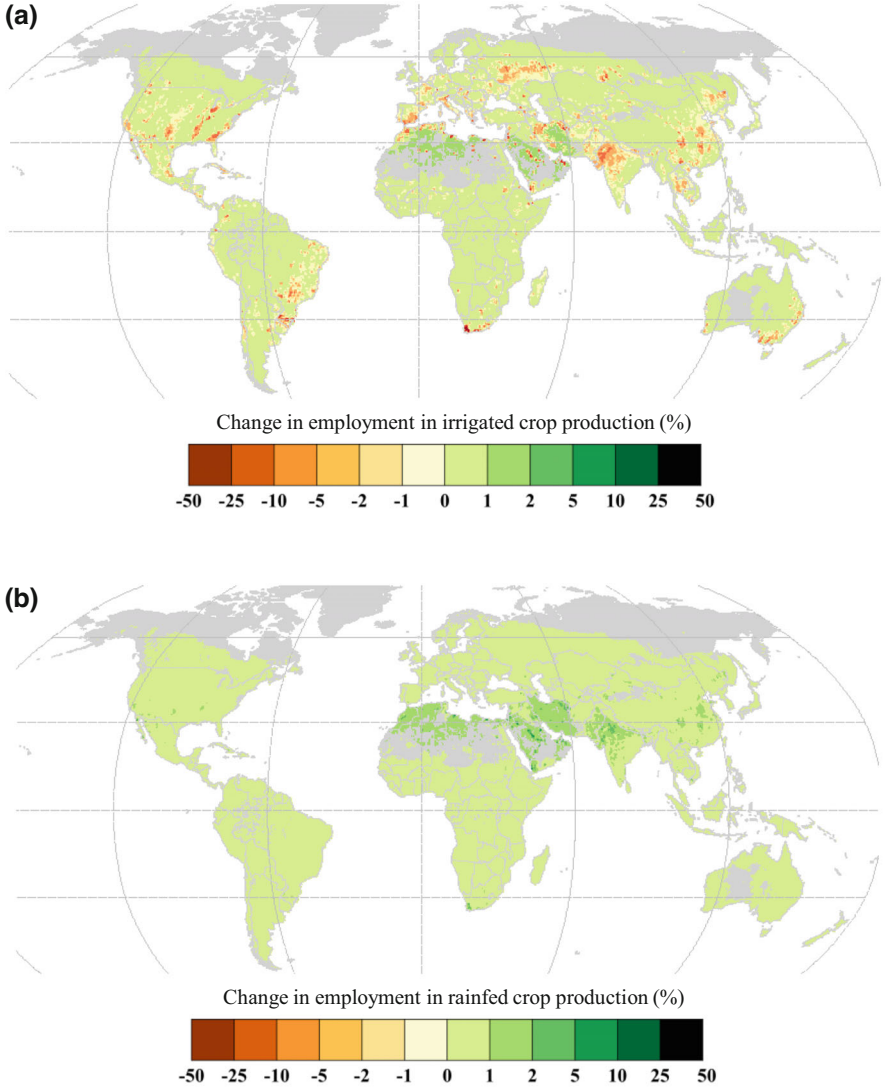 (a)
Change in employment in irrigated crop production (%)
-50 -25 -10 -5 -2 -1 0 1 2 5 10 25 50
(b)
Change in employment in rainfed crop production (%)
-50 -25 -10 -5 -2 -1 0 1 2 5 10 25 50